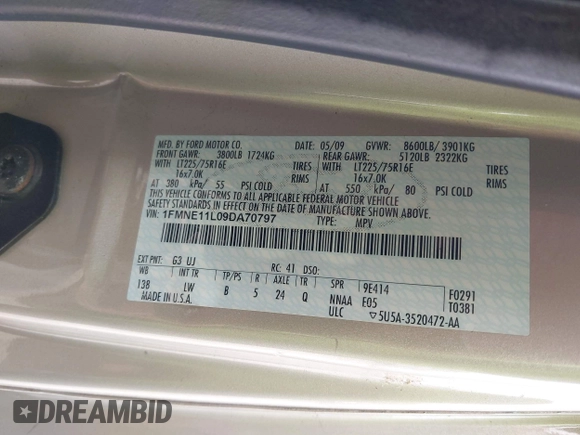 MFD. BY FORD MOTOR CO. 05/09 GVWR: 8600LB/ 3901KG
FRONT GAWR: 3800LB 1724KG REAR GAWR: 5120LB 2322KG
WITH LT225/75R16E TIRES WITH LT225/75R16E TIRES
16x7.0K RIMS 16x7.0K RIMS
AT 380 kPa/ 55 PSI COLD AT 550 kPa/ 80 PSI COLD
THIS VEHICLE CONFORMS TO ALL APPLICABLE FEDERAL MOTOR VEHICLE
SAFETY STANDARDS IN EFFECT ON THE DATE OF MANUFACTURE SHOWN ABOVE.
VIN: 1FMNE11L09DA70797
TYPE: MPV
EXT PNT: G3 UJ RC: 41 DSO:
WB INT TR TP/PS R AXLE TR SPR 9E414 F0291
138 LW B 5 24 Q NNAA E05 T0381
MADE IN U.S.A. ULC ▽5U5A-3520472-AA
DREAMBID